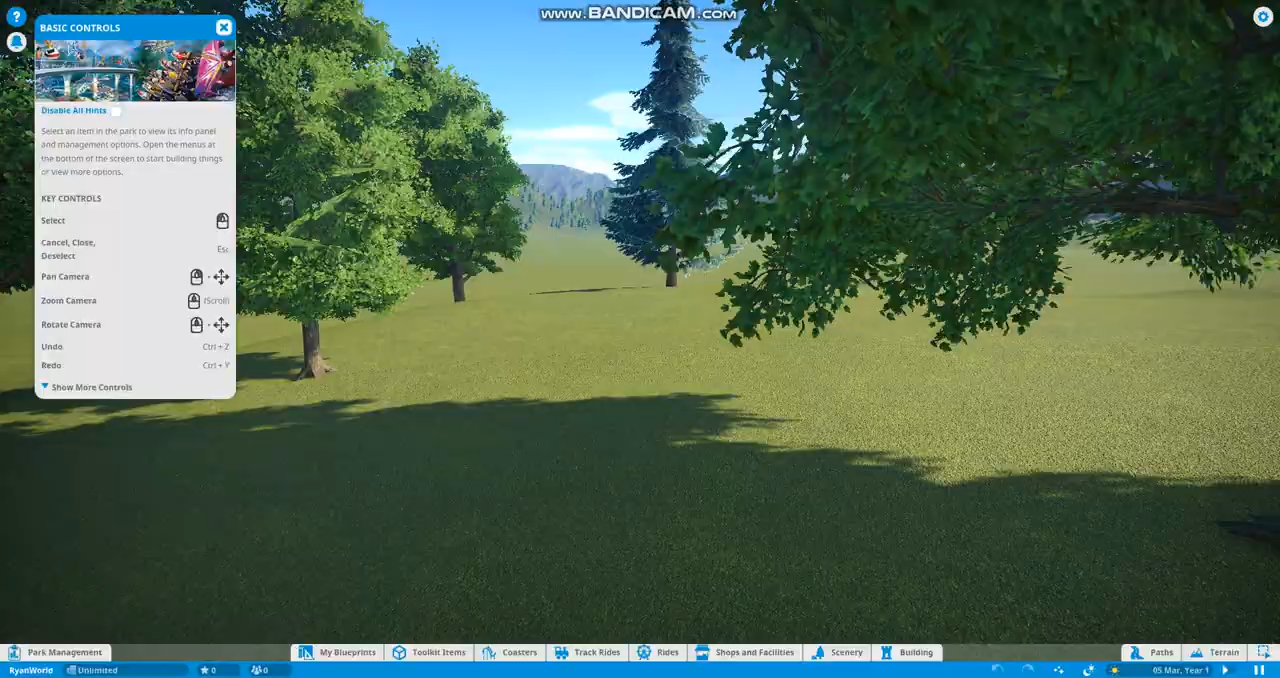 www.BANDICAM.com
BASIC CONTROLS
Disable All Hints
Select an item in the park to view its info panel
and management options. Open the menus at
the bottom of the screen to start building things
or view more options.
KEY CONTROLS
Select
Cancel, Close,
Deselect
Esc
Pan Camera
Zoom Camera (Scroll)
Rotate Camera
Undo Ctrl + Z
Redo Ctrl + Y
Show More Controls
Park Management My Blueprints Toolkit Items Coasters Track Rides Rides Shops and Facilities Scenery Building Paths Terrain
RyanWorld Unlimited 0 0 05 Mar, Year 1